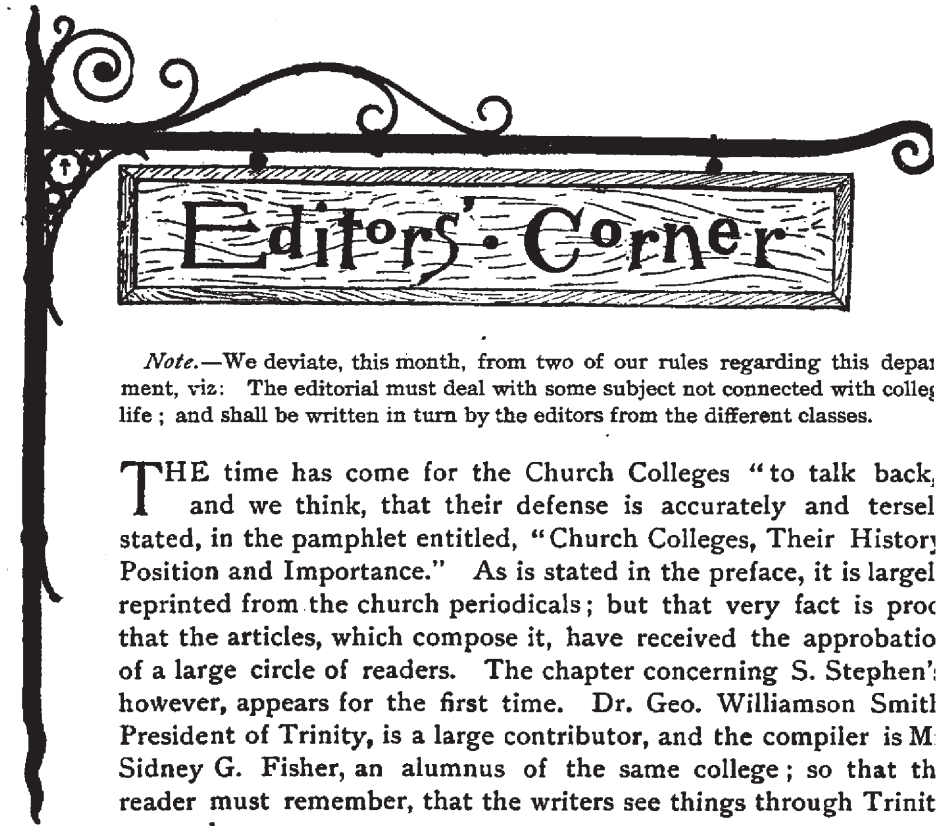 Editors' · Corner
Note.—We deviate, this month, from two of our rules regarding this depar
ment, viz: The editorial must deal with some subject not connected with colleg
life ; and shall be written in turn by the editors from the different classes.
THE time has come for the Church Colleges "to talk back,
and we think, that their defense is accurately and tersel
stated, in the pamphlet entitled, "Church Colleges, Their History
Position and Importance." As is stated in the preface, it is largel
reprinted from the church periodicals; but that very fact is proo
that the articles, which compose it, have received the approbatio
of a large circle of readers. The chapter concerning S. Stephen's
however, appears for the first time. Dr. Geo. Williamson Smith
President of Trinity, is a large contributor, and the compiler is M
Sidney G. Fisher, an alumnus of the same college; so that th
reader must remember, that the writers see things through Trinit